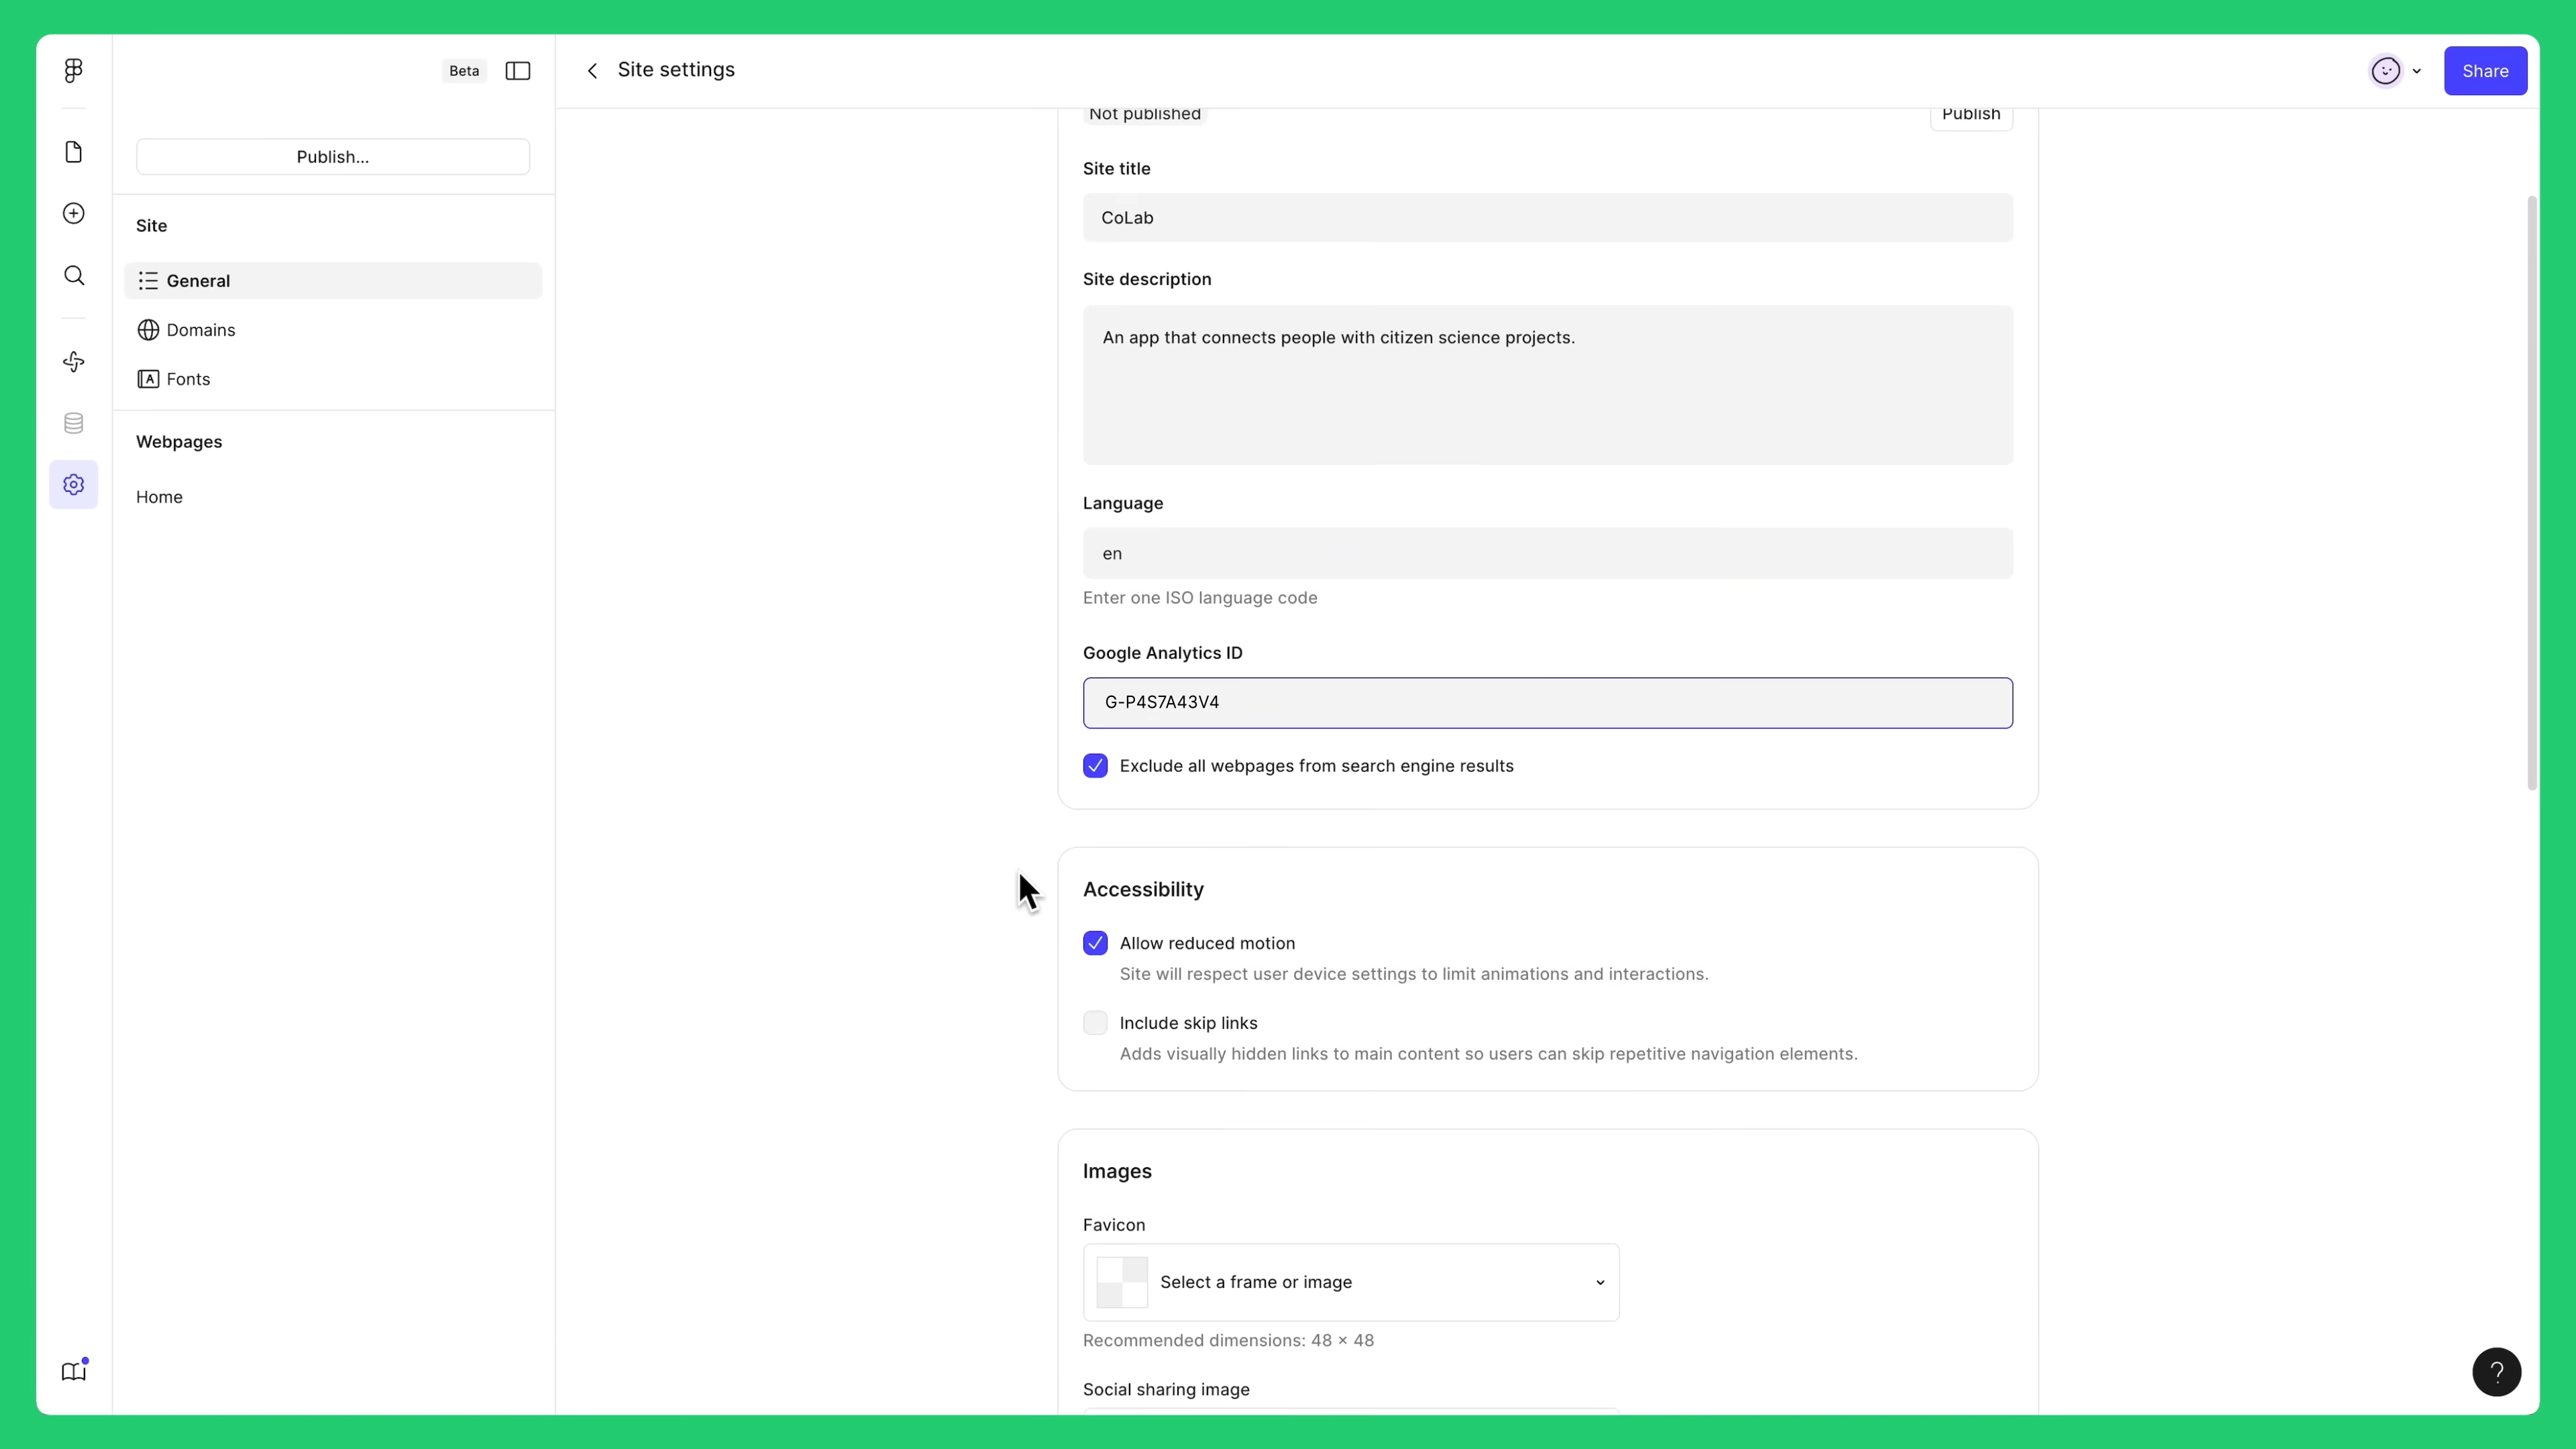 Beta
Site settings
Share
Publish...
Site
General
Domains
Fonts
Webpages
Home
Not published
Publish
Site title
CoLab
Site description
An app that connects people with citizen science projects.
Language
en
Enter one ISO language code
Google Analytics ID
G-P4S7A43V4
Exclude all webpages from search engine results
Accessibility
Allow reduced motion
Site will respect user device settings to limit animations and interactions.
Include skip links
Adds visually hidden links to main content so users can skip repetitive navigation elements.
Images
Favicon
Select a frame or image
Recommended dimensions: 48 × 48
Social sharing image
?